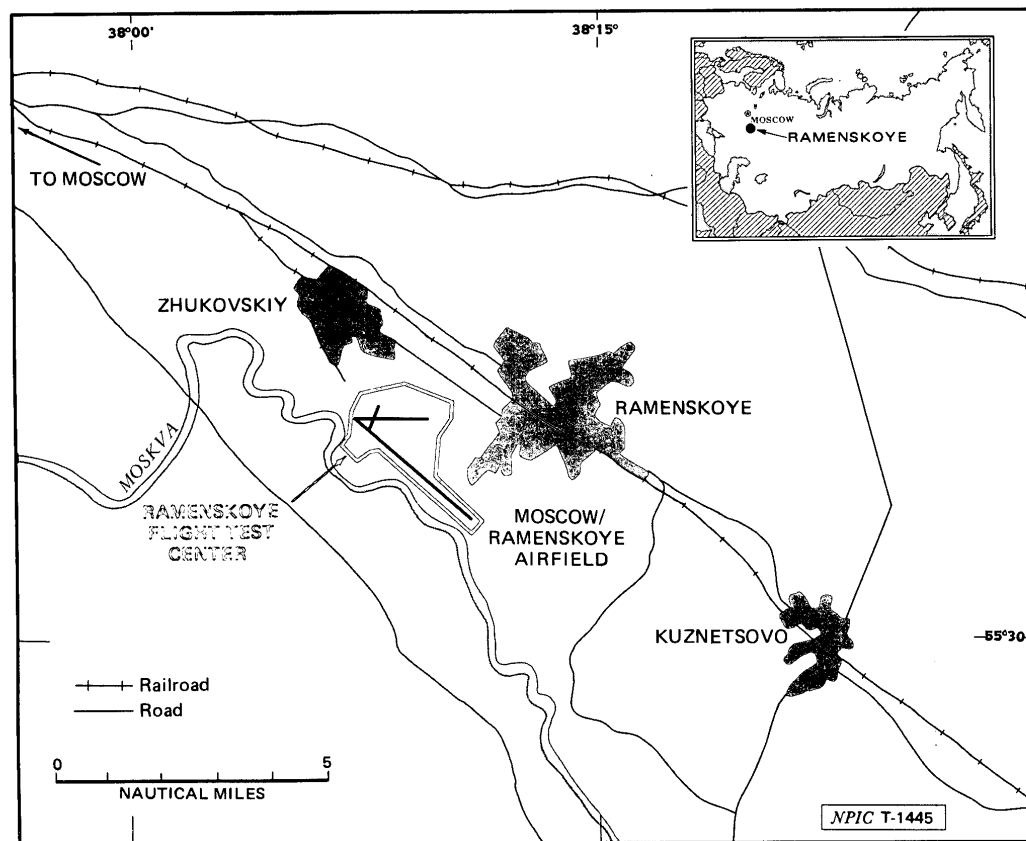 38°00'
38°15°
MOSCOW
RAMENSKOYE
TO MOSCOW
ZHUKOVSKIY
RAMENSKOYE
MOSKVA
RAMENSKOYE
FLIGHT TEST
CENTER
MOSCOW/
RAMENSKOYE
AIRFIELD
KUZNETSOVO
55°30
Railroad
Road
0 5
NAUTICAL MILES
NPIC T-1445